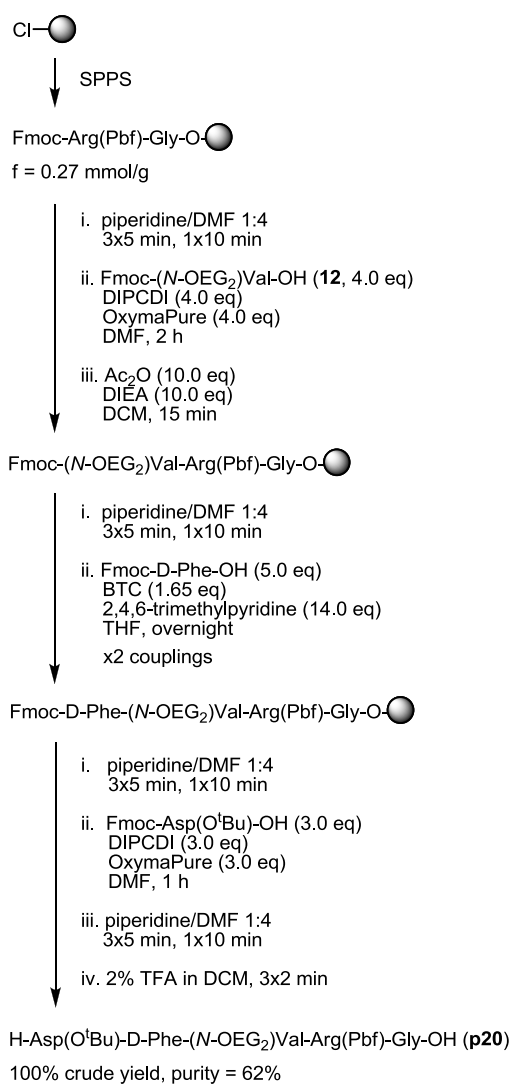 Cl
SPPS
Fmoc-Arg(Pbf)-Gly-O
f = 0.27 mmol/g
i. piperidine/DMF 1:4
3x5 min, 1x10 min
ii. Fmoc-(N-OEG₂)Val-OH (12, 4.0 eq)
DIPCDI (4.0 eq)
OxymaPure (4.0 eq)
DMF, 2 h
iii. Ac₂O (10.0 eq)
DIEA (10.0 eq)
DCM, 15 min
Fmoc-(N-OEG₂)Val-Arg(Pbf)-Gly-O
i. piperidine/DMF 1:4
3x5 min, 1x10 min
ii. Fmoc-D-Phe-OH (5.0 eq)
BTC (1.65 eq)
2,4,6-trimethylpyridine (14.0 eq)
THF, overnight
x2 couplings
Fmoc-D-Phe-(N-OEG₂)Val-Arg(Pbf)-Gly-O
i. piperidine/DMF 1:4
3x5 min, 1x10 min
ii. Fmoc-Asp(OᵗBu)-OH (3.0 eq)
DIPCDI (3.0 eq)
OxymaPure (3.0 eq)
DMF, 1 h
iii. piperidine/DMF 1:4
3x5 min, 1x10 min
iv. 2% TFA in DCM, 3x2 min
H-Asp(OᵗBu)-D-Phe-(N-OEG₂)Val-Arg(Pbf)-Gly-OH (p20)
100% crude yield, purity = 62%